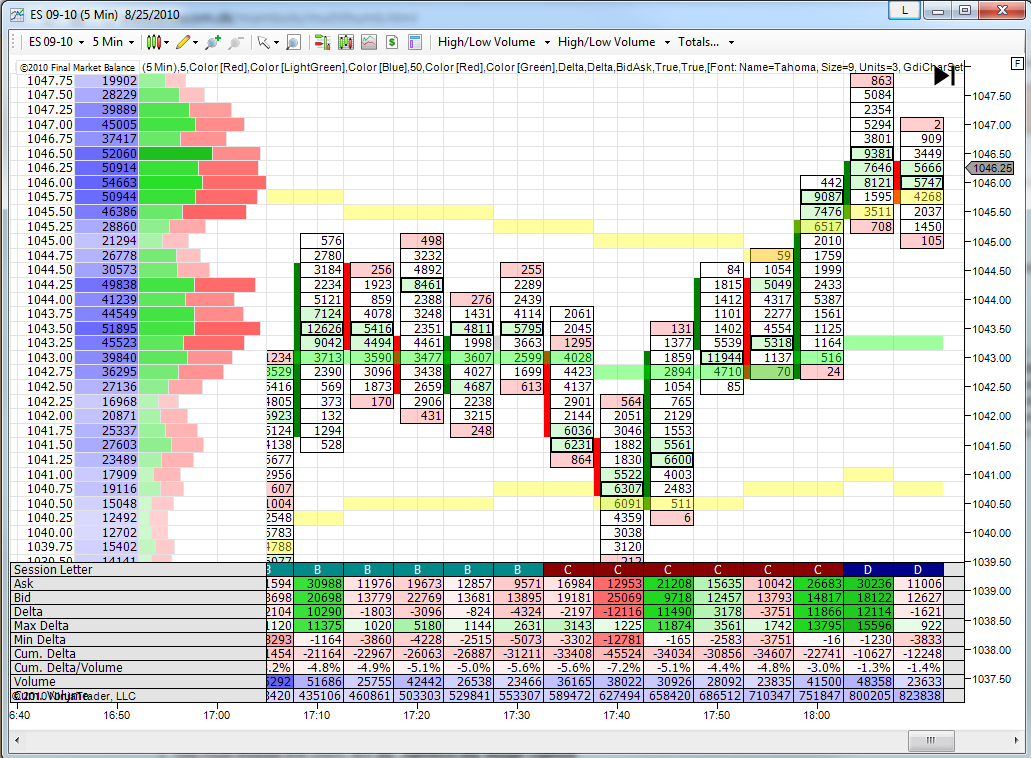 ES 09-10 (5 Min) 8/25/2010
L
ES 09-10 5 Min High/Low Volume High/Low Volume Totals...
©2010 Final Market Balance (5 Min),5,Color [Red],Color [LightGreen],Color [Blue],50,Color [Red],Color [Green],Delta,Delta,BidAsk,True,True,[Font: Name=Tahoma, Size=9, Units=3, GdiCharSet F
1047.75 19902 863
1047.50 28229 5084 1047.50
1047.25 39889 2354
1047.00 45005 5294 2 1047.00
1046.75 37417 3801 909
1046.50 52060 9381 3449 1046.50
1046.25 50914 7646 5666 1046.25
1046.00 54663 442 8121 5747 1046.00
1045.75 50944 9087 1595 4268
1045.50 46386 7476 3511 2037 1045.50
1045.25 28860 6517 708 1450
1045.00 21294 576 498 2010 105 1045.00
1044.75 26778 2780 3232 59 1759
1044.50 30573 3184 256 4892 255 84 1054 1999 1044.50
1044.25 49838 2234 1923 8461 2289 1815 5049 2433
1044.00 41239 5121 859 2388 276 2439 1412 4317 5387 1044.00
1043.75 44549 7124 4078 3248 1431 4114 2061 1101 2277 1561
1043.50 51895 12626 5416 2351 4811 5795 2045 131 1402 4554 1125 1043.50
1043.25 45523 9042 4494 4461 1998 3663 1295 1377 5539 5318 1164
1043.00 39840 1234 3713 3590 3477 3607 2599 4028 1859 11944 1137 516 1043.00
1042.75 36295 3529 2390 3096 3438 4027 1699 4423 2894 4710 70 24
1042.50 27136 5416 569 1873 2659 4687 613 4137 1054 85 1042.50
1042.25 16968 4805 373 170 2906 2238 2901 564 765
1042.00 20871 5923 132 431 3215 2144 2051 2129 1042.00
1041.75 25337 5124 1294 248 6036 3046 1553
1041.50 27603 4138 528 6231 1882 5561 1041.50
1041.25 23489 5677 864 1830 6600
1041.00 17909 2956 5522 4003 1041.00
1040.75 19116 607 6307 2483
1040.50 15048 1004 6091 511 1040.50
1040.25 12492 2548 4359 6
1040.00 12702 5783 3038 1040.00
1039.75 15402 4788 3120
1039.50
Session Letter B B B B B C C C C C C D D
Ask 1594 30988 11976 19673 12857 9571 16984 12953 21208 15635 10042 26683 30236 11006 1039.00
Bid 3698 20698 13779 22769 13681 13895 19181 25069 9718 12457 13793 14817 18122 12627
Delta 2104 10290 -1803 -3096 -824 -4324 -2197 -12116 11490 3178 -3751 11866 12114 -1621 1038.50
Max Delta 1120 11375 1020 5180 1144 2631 3143 1225 11874 3561 1742 13795 15596 922
Min Delta 3293 -1164 -3860 -4228 -2515 -5073 -3302 -12781 -165 -2583 -3751 -16 -1230 -3833
Cum. Delta 1454 -21164 -22967 -26063 -26887 -31211 -33408 -45524 -34034 -30856 -34607 -22741 -10627 -12248 1038.00
Cum. Delta/Volume .2% -4.8% -4.9% -5.1% -5.0% -5.6% -5.6% -7.2% -5.1% -4.4% -4.8% -3.0% -1.3% -1.4%
Volume 5292 51686 25755 42442 26538 23466 36165 38022 30926 28092 23835 41500 48358 23633 1037.50
©2010 NinjaTrader, LLC 3420 435106 460861 503303 529841 553307 589472 627494 658420 686512 710347 751847 800205 823838
6:40 16:50 17:00 17:10 17:20 17:30 17:40 17:50 18:00